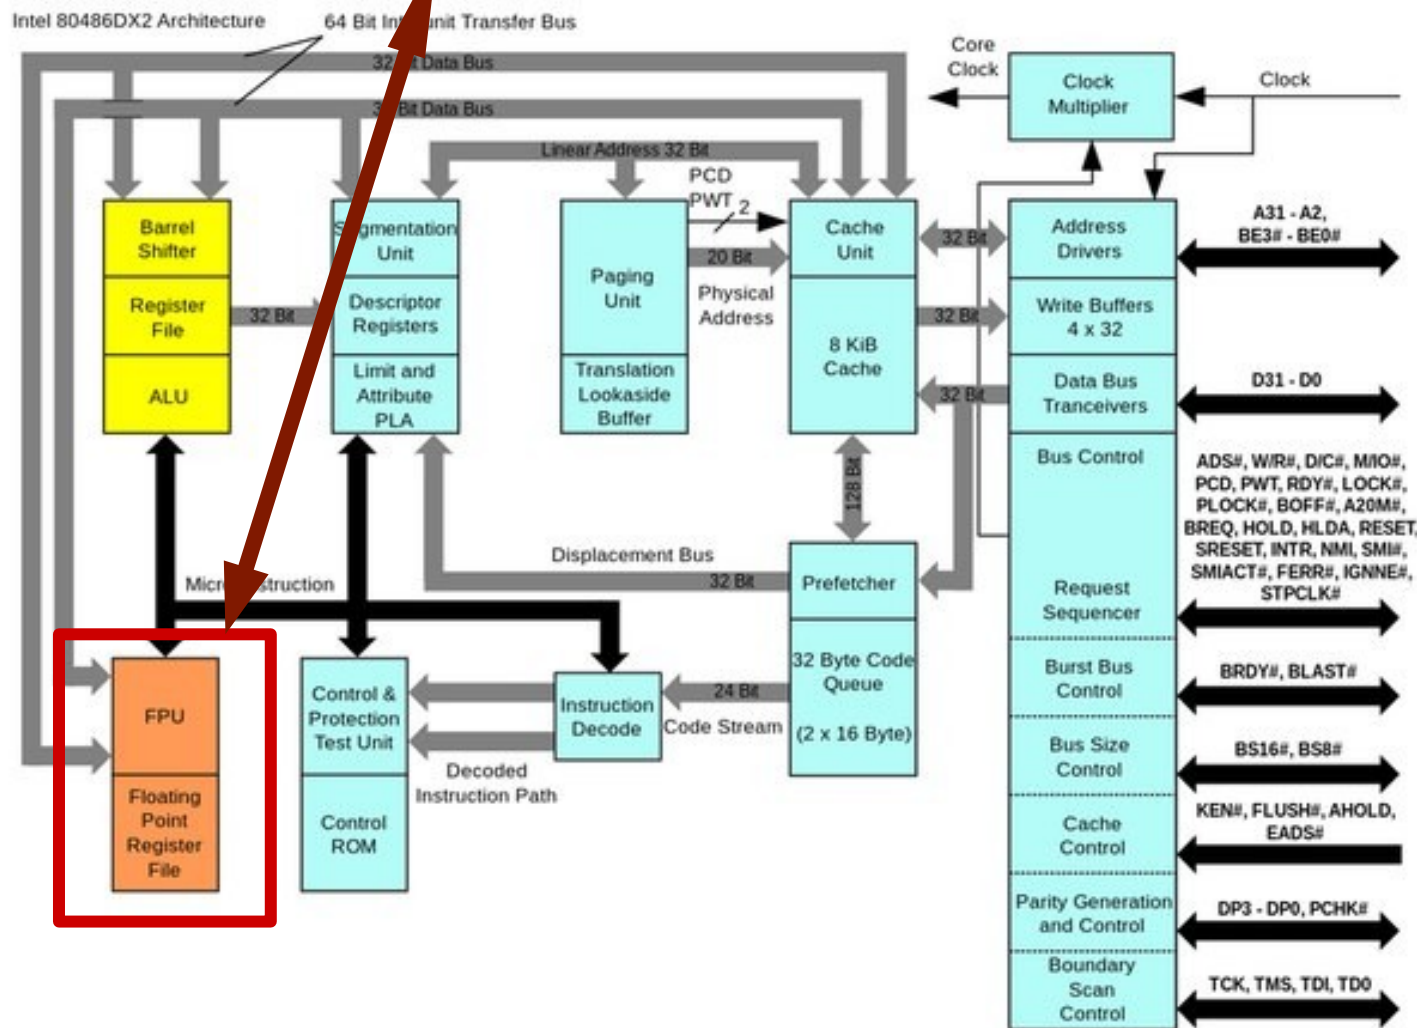 Intel 80486DX2 Architecture
64 Bit Interunit Transfer Bus
32 Bit Data Bus
32 Bit Data Bus
Linear Address 32 Bit
PCD
PWT
2
20 Bit
Physical
Address
Core
Clock
Clock
Multiplier
Clock
Barrel
Shifter
Register
File
ALU
32 Bit
Segmentation
Unit
Descriptor
Registers
Limit and
Attribute
PLA
Paging
Unit
Translation
Lookaside
Buffer
Cache
Unit
8 KiB
Cache
32 Bit
32 Bit
32 Bit
128 Bit
Address
Drivers
Write Buffers
4 x 32
Data Bus
Tranceivers
Bus Control
Request
Sequencer
Burst Bus
Control
Bus Size
Control
Cache
Control
Parity Generation
and Control
Boundary
Scan
Control
A31 - A2,
BE3# - BE0#
D31 - D0
ADS#, W/R#, D/C#, M/IO#,
PCD, PWT, RDY#, LOCK#,
PLOCK#, BOFF#, A20M#,
BREQ, HOLD, HLDA, RESET,
SRESET, INTR, NMI, SMI#,
SMIACT#, FERR#, IGNNE#,
STPCLK#
BRDY#, BLAST#
BS16#, BS8#
KEN#, FLUSH#, AHOLD,
EADS#
DP3 - DP0, PCHK#
TCK, TMS, TDI, TD0
Displacement Bus
32 Bit
Prefetcher
32 Byte Code
Queue
(2 x 16 Byte)
24 Bit
Code Stream
Instruction
Decode
Decoded
Instruction Path
Micro-Instruction
Control &
Protection
Test Unit
Control
ROM
FPU
Floating
Point
Register
File